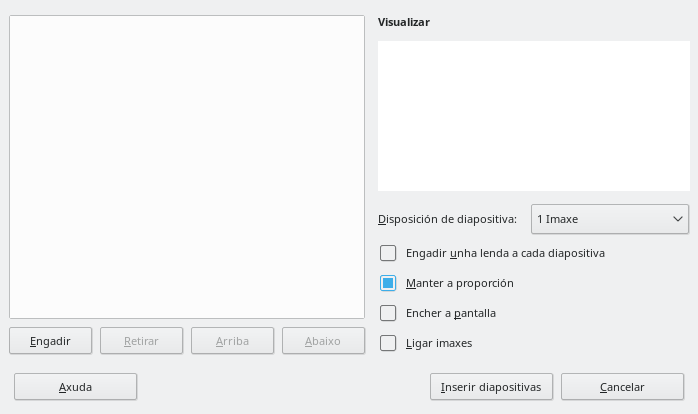 Visualizar
Disposición de diapositiva: 1 Imaxe
Engadir unha lenda a cada diapositiva
Manter a proporción
Encher a pantalla
Ligar imaxes
Engadir Retirar Arriba Abaixo
Axuda Inserir diapositivas Cancelar